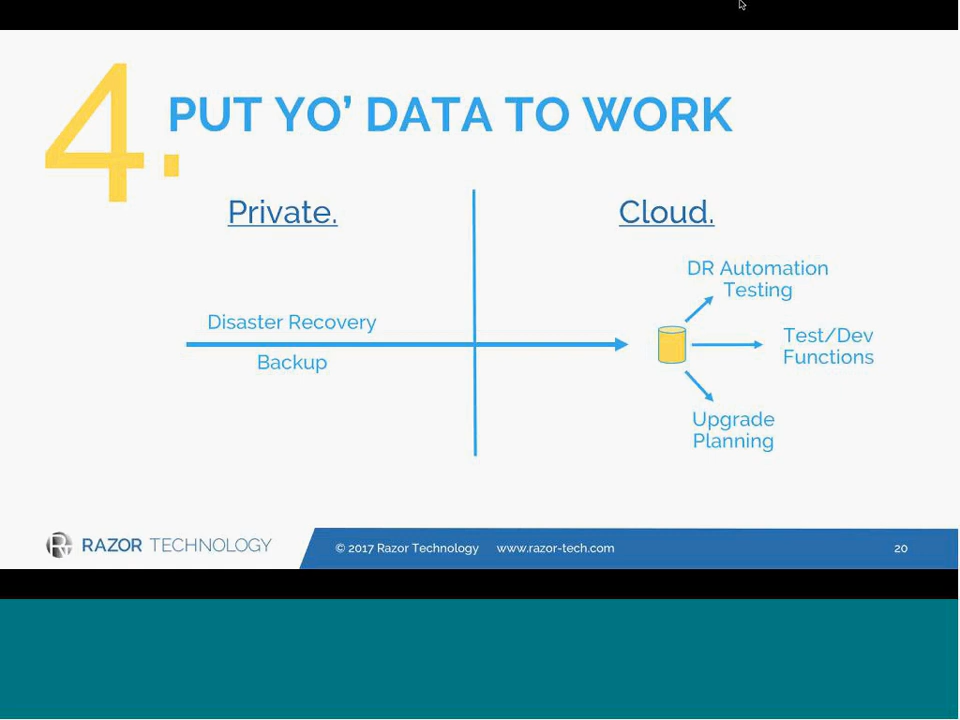 4.
PUT YO' DATA TO WORK
Private.
Cloud.
Disaster Recovery
Backup
DR Automation
Testing
Test/Dev
Functions
Upgrade
Planning
RAZOR TECHNOLOGY
© 2017 Razor Technology www.razor-tech.com
20